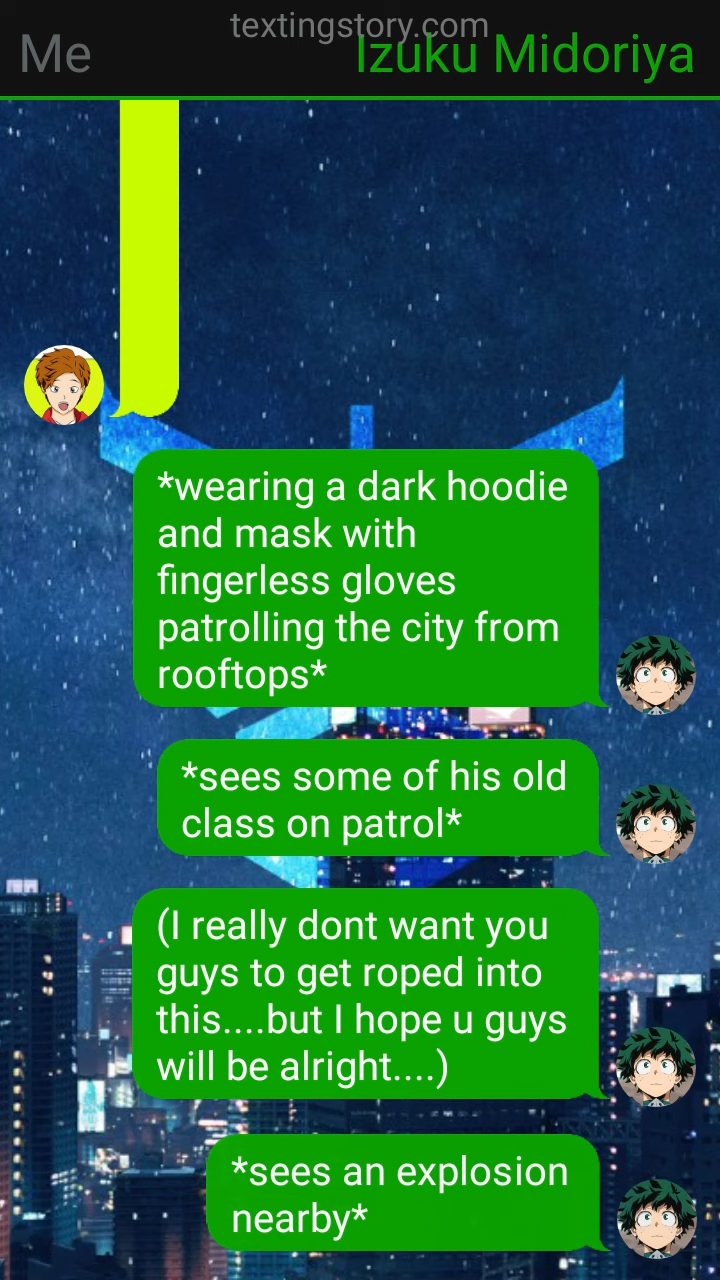 textingstory.com
Me
Izuku Midoriya
*wearing a dark hoodie
and mask with
fingerless gloves
patrolling the city from
rooftops*
*sees some of his old
class on patrol*
(I really dont want you
guys to get roped into
this....but I hope u guys
will be alright....)
*sees an explosion
nearby*